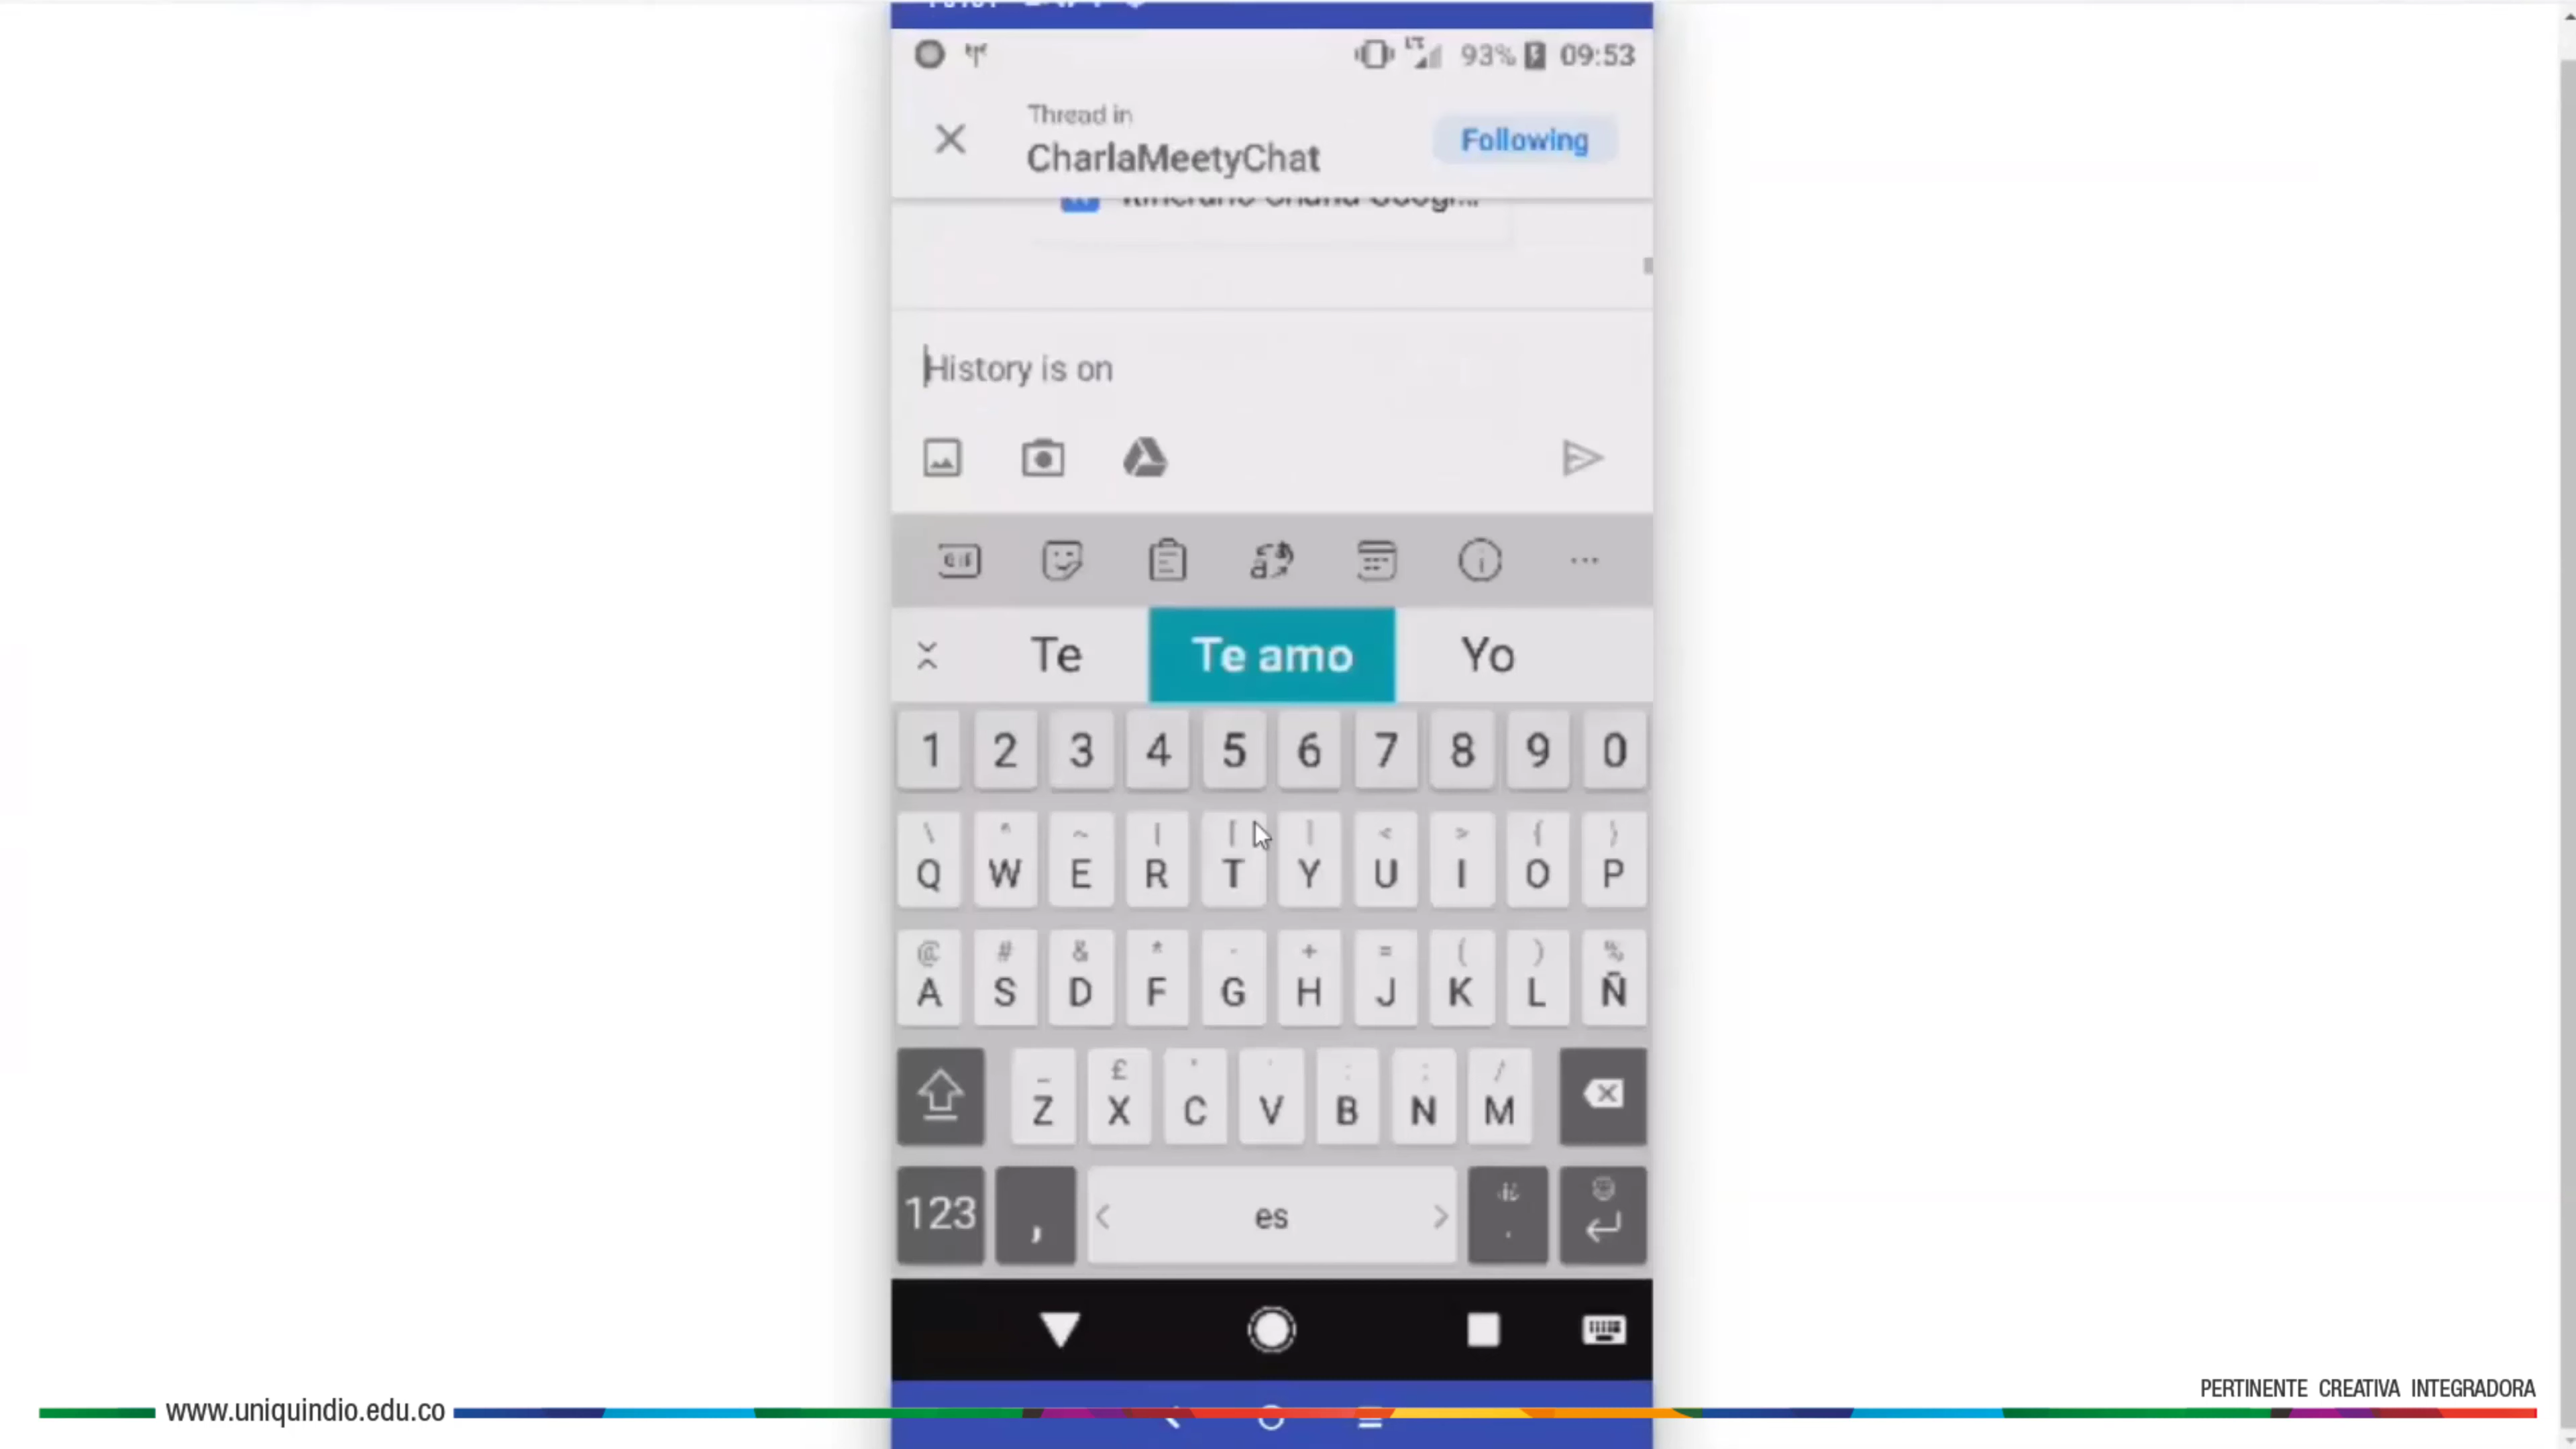 93% 09:53
Thread in
CharlaMeetyChat
Following
History is on
GIF
Te Te amo Yo
1 2 3 4 5 6 7 8 9 0
\ ^ ~ | [ ] < > { }
Q W E R T Y U I O P
@ # & * - + = ( ) %
A S D F G H J K L Ñ
_ £ /
Z X C V B N M
123 , es .
PERTINENTE CREATIVA INTEGRADORA
www.uniquindio.edu.co